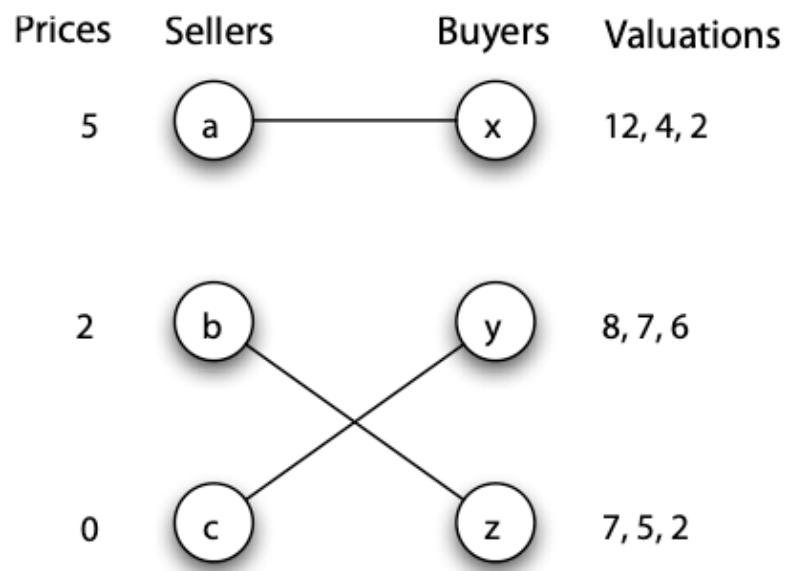 Prices Sellers Buyers Valuations
5 a x 12, 4, 2
2 b y 8, 7, 6
0 c z 7, 5, 2